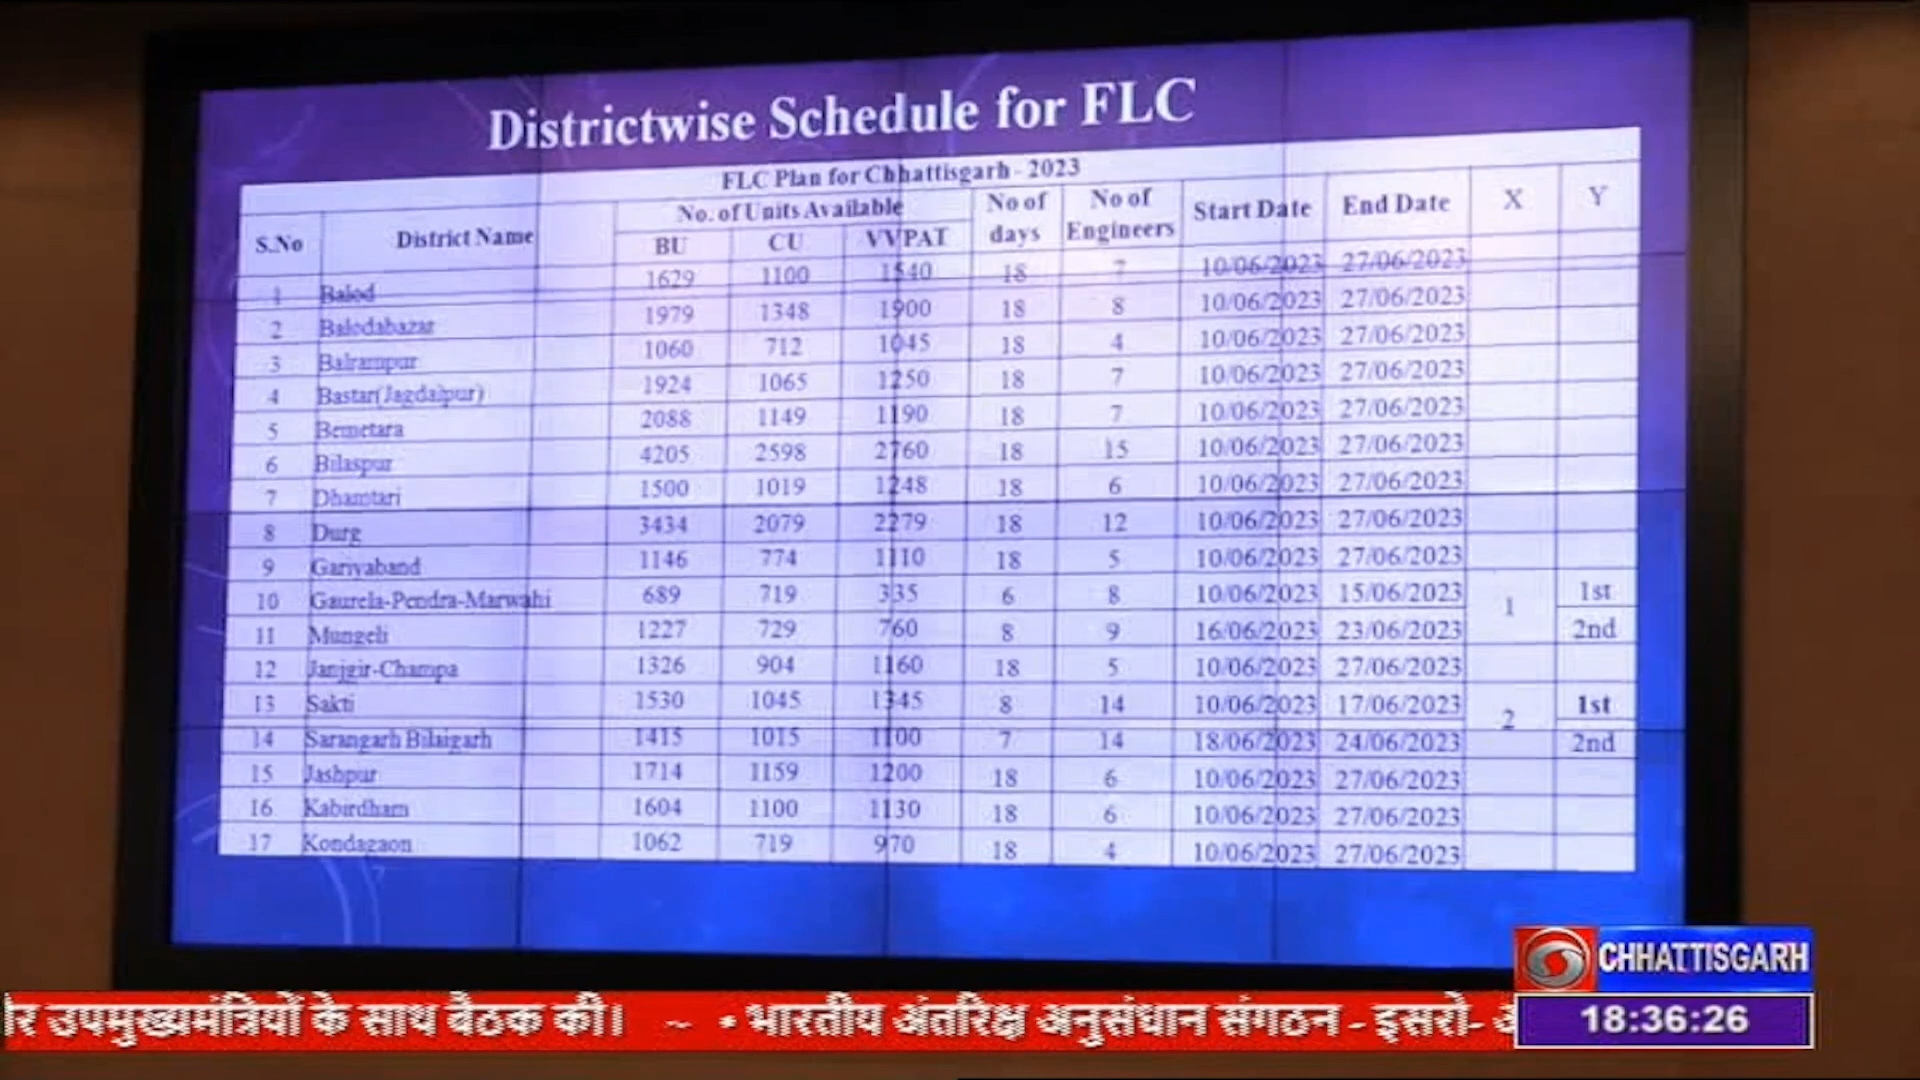 Districtwise Schedule for FLC
FLC Plan for Chhattisgarh - 2023
S.No District Name No. of Units Available No of days No of Engineers Start Date End Date X Y
BU CU VVPAT
1 Balod 1629 1100 1540 18 7 10/06/2023 27/06/2023
2 Balodabazar 1979 1348 1900 18 8 10/06/2023 27/06/2023
3 Balrampur 1060 712 1045 18 4 10/06/2023 27/06/2023
4 Bastar(Jagdalpur) 1924 1065 1250 18 7 10/06/2023 27/06/2023
5 Bemetara 2088 1149 1190 18 7 10/06/2023 27/06/2023
6 Bilaspur 4205 2598 2760 18 15 10/06/2023 27/06/2023
7 Dhamtari 1500 1019 1248 18 6 10/06/2023 27/06/2023
8 Durg 3434 2079 2279 18 12 10/06/2023 27/06/2023
9 Gariyaband 1146 774 1110 18 5 10/06/2023 27/06/2023
10 Gaurela-Pendra-Marwahi 689 719 335 6 8 10/06/2023 15/06/2023 1 1st
11 Mungeli 1227 729 760 8 9 16/06/2023 23/06/2023 2nd
12 Janjgir-Champa 1326 904 1160 18 5 10/06/2023 27/06/2023
13 Sakti 1530 1045 1345 8 14 10/06/2023 17/06/2023 2 1st
14 Sarangarh Bilaigarh 1415 1015 1100 7 14 18/06/2023 24/06/2023 2nd
15 Jashpur 1714 1159 1200 18 6 10/06/2023 27/06/2023
16 Kabirdham 1604 1100 1130 18 6 10/06/2023 27/06/2023
17 Kondagaon 1062 719 970 18 4 10/06/2023 27/06/2023
CHHATTISGARH
उपमुख्यमंत्रियों के साथ बैठक की। ~ • भारतीय अंतरिक्ष अनुसंधान संगठन - इसरो-
18:36:26